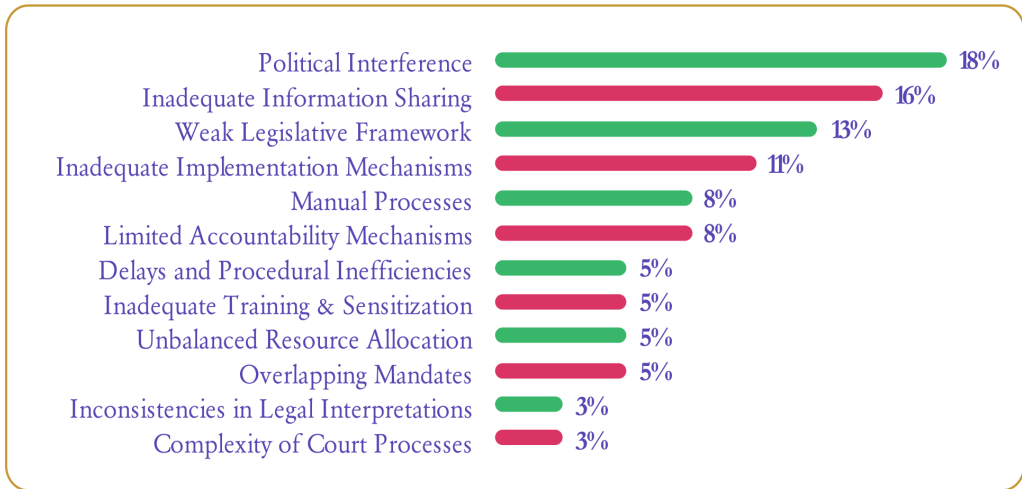 Political Interference 18%
Inadequate Information Sharing 16%
Weak Legislative Framework 13%
Inadequate Implementation Mechanisms 11%
Manual Processes 8%
Limited Accountability Mechanisms 8%
Delays and Procedural Inefficiencies 5%
Inadequate Training & Sensitization 5%
Unbalanced Resource Allocation 5%
Overlapping Mandates 5%
Inconsistencies in Legal Interpretations 3%
Complexity of Court Processes 3%